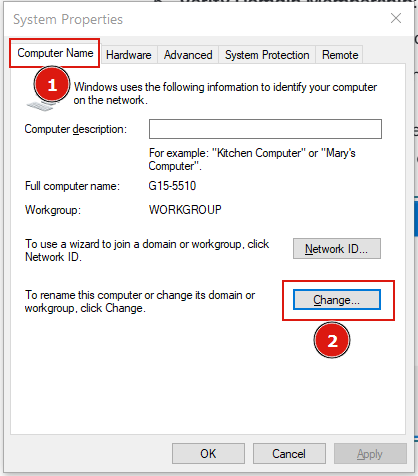 System Properties
Computer Name
Hardware
Advanced
System Protection
Remote
1
Windows uses the following information to identify your computer
on the network.
Computer description:
For example: "Kitchen Computer" or "Mary's
Computer".
Full computer name:
G15-5510
Workgroup:
WORKGROUP
To use a wizard to join a domain or workgroup, click
Network ID.
Network ID...
To rename this computer or change its domain or
workgroup, click Change.
Change...
2
OK
Cancel
Apply